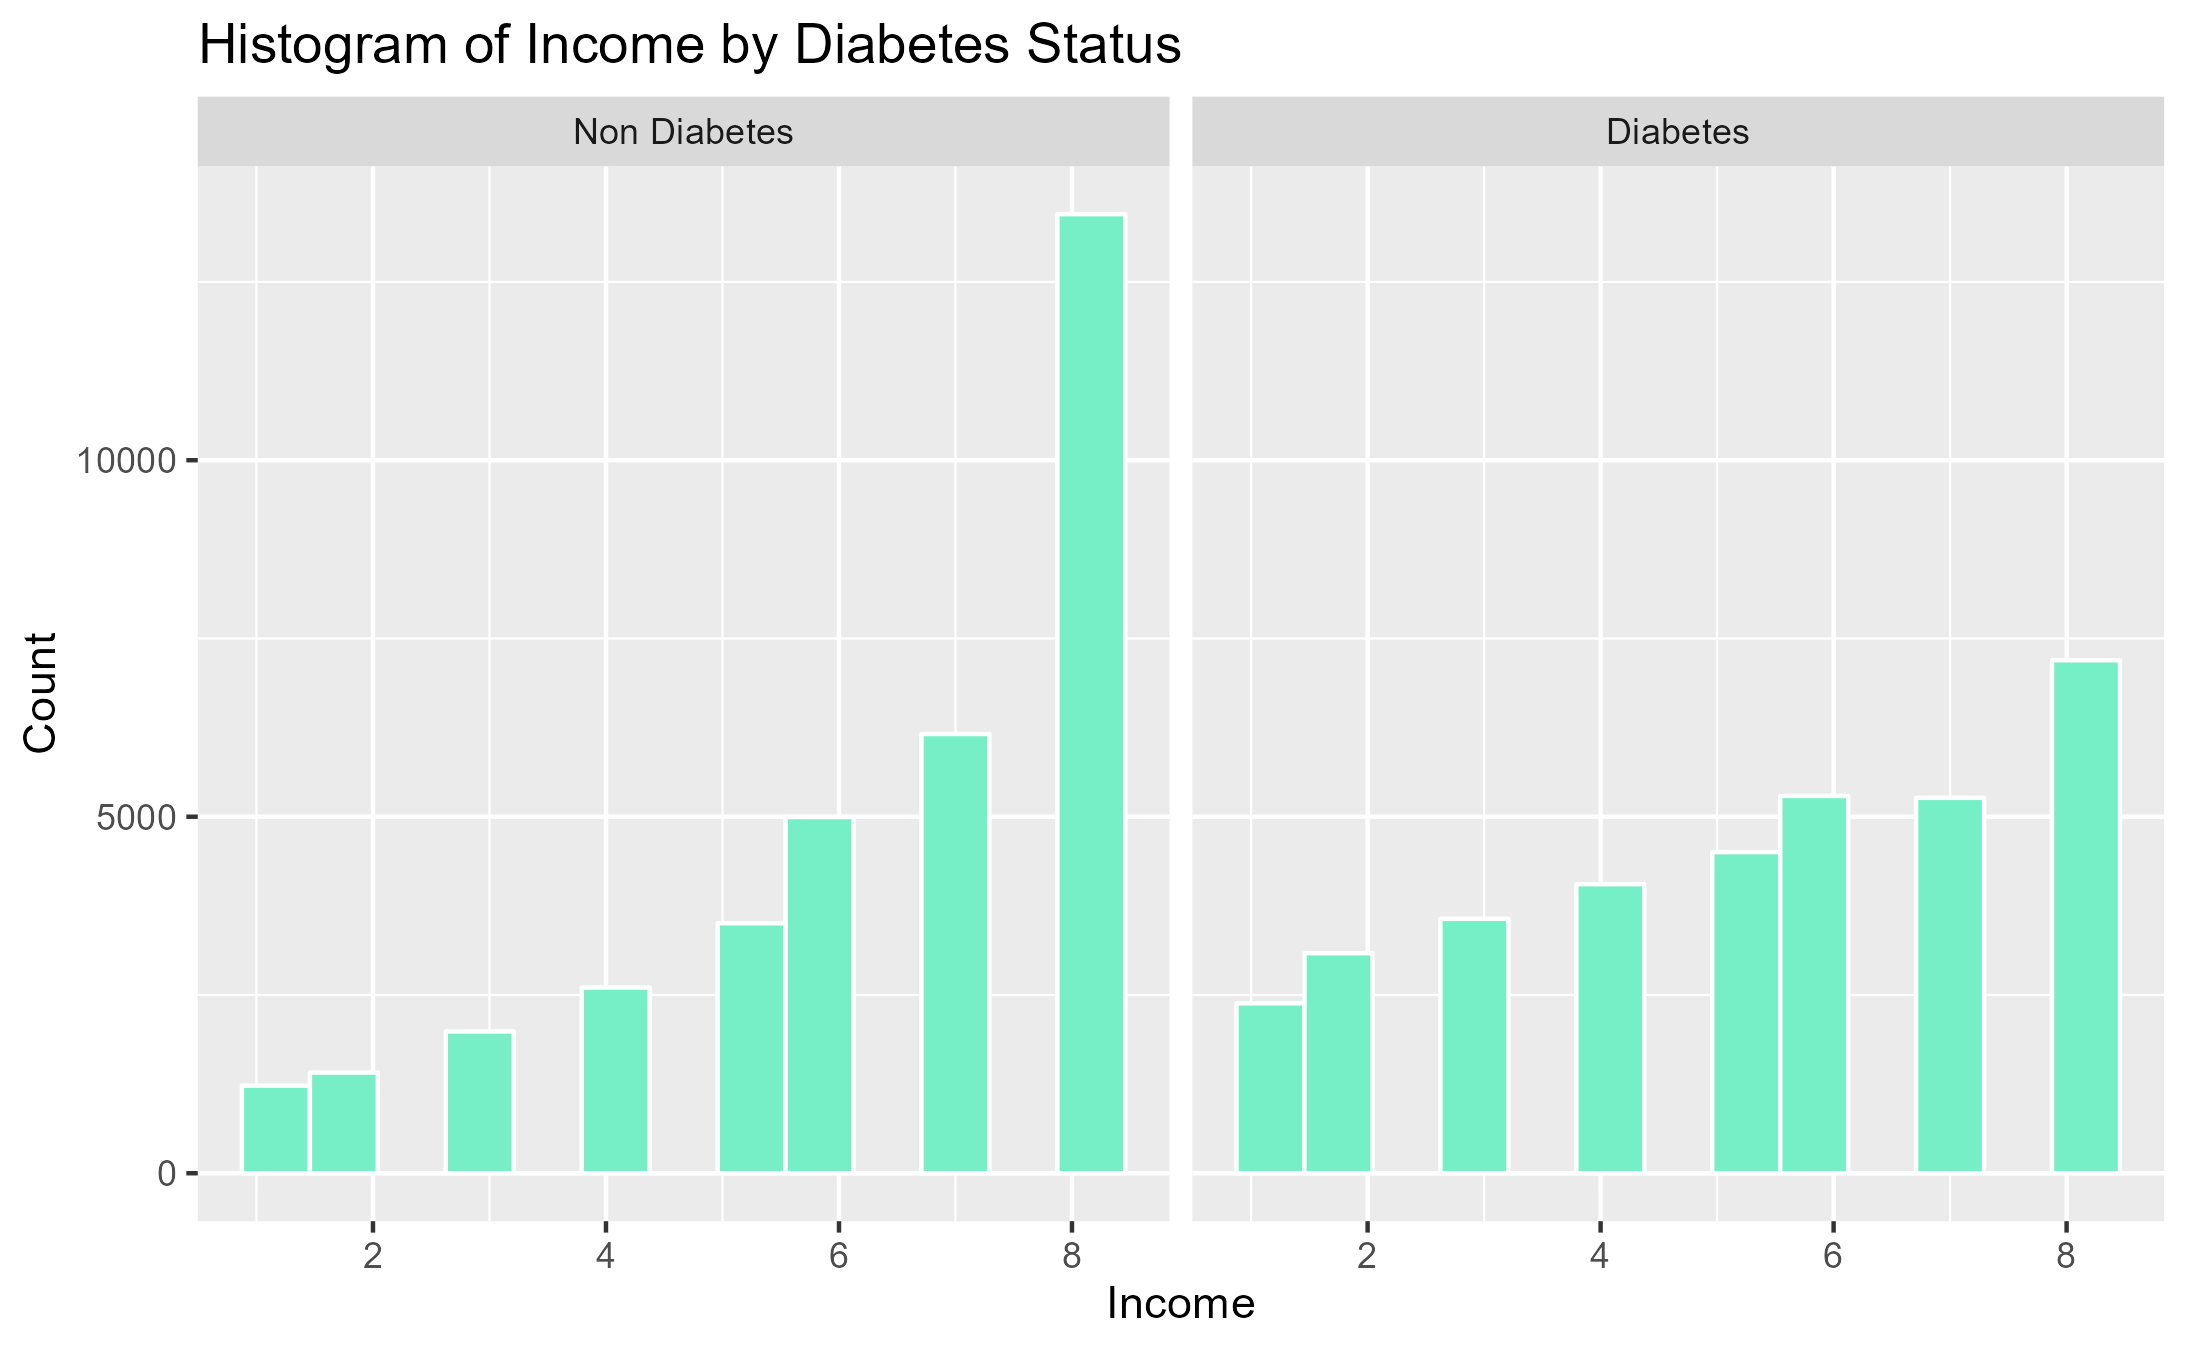 Histogram of Income by Diabetes Status
Non Diabetes
Diabetes
10000
5000
0
Count
2 4 6 8
2 4 6 8
Income